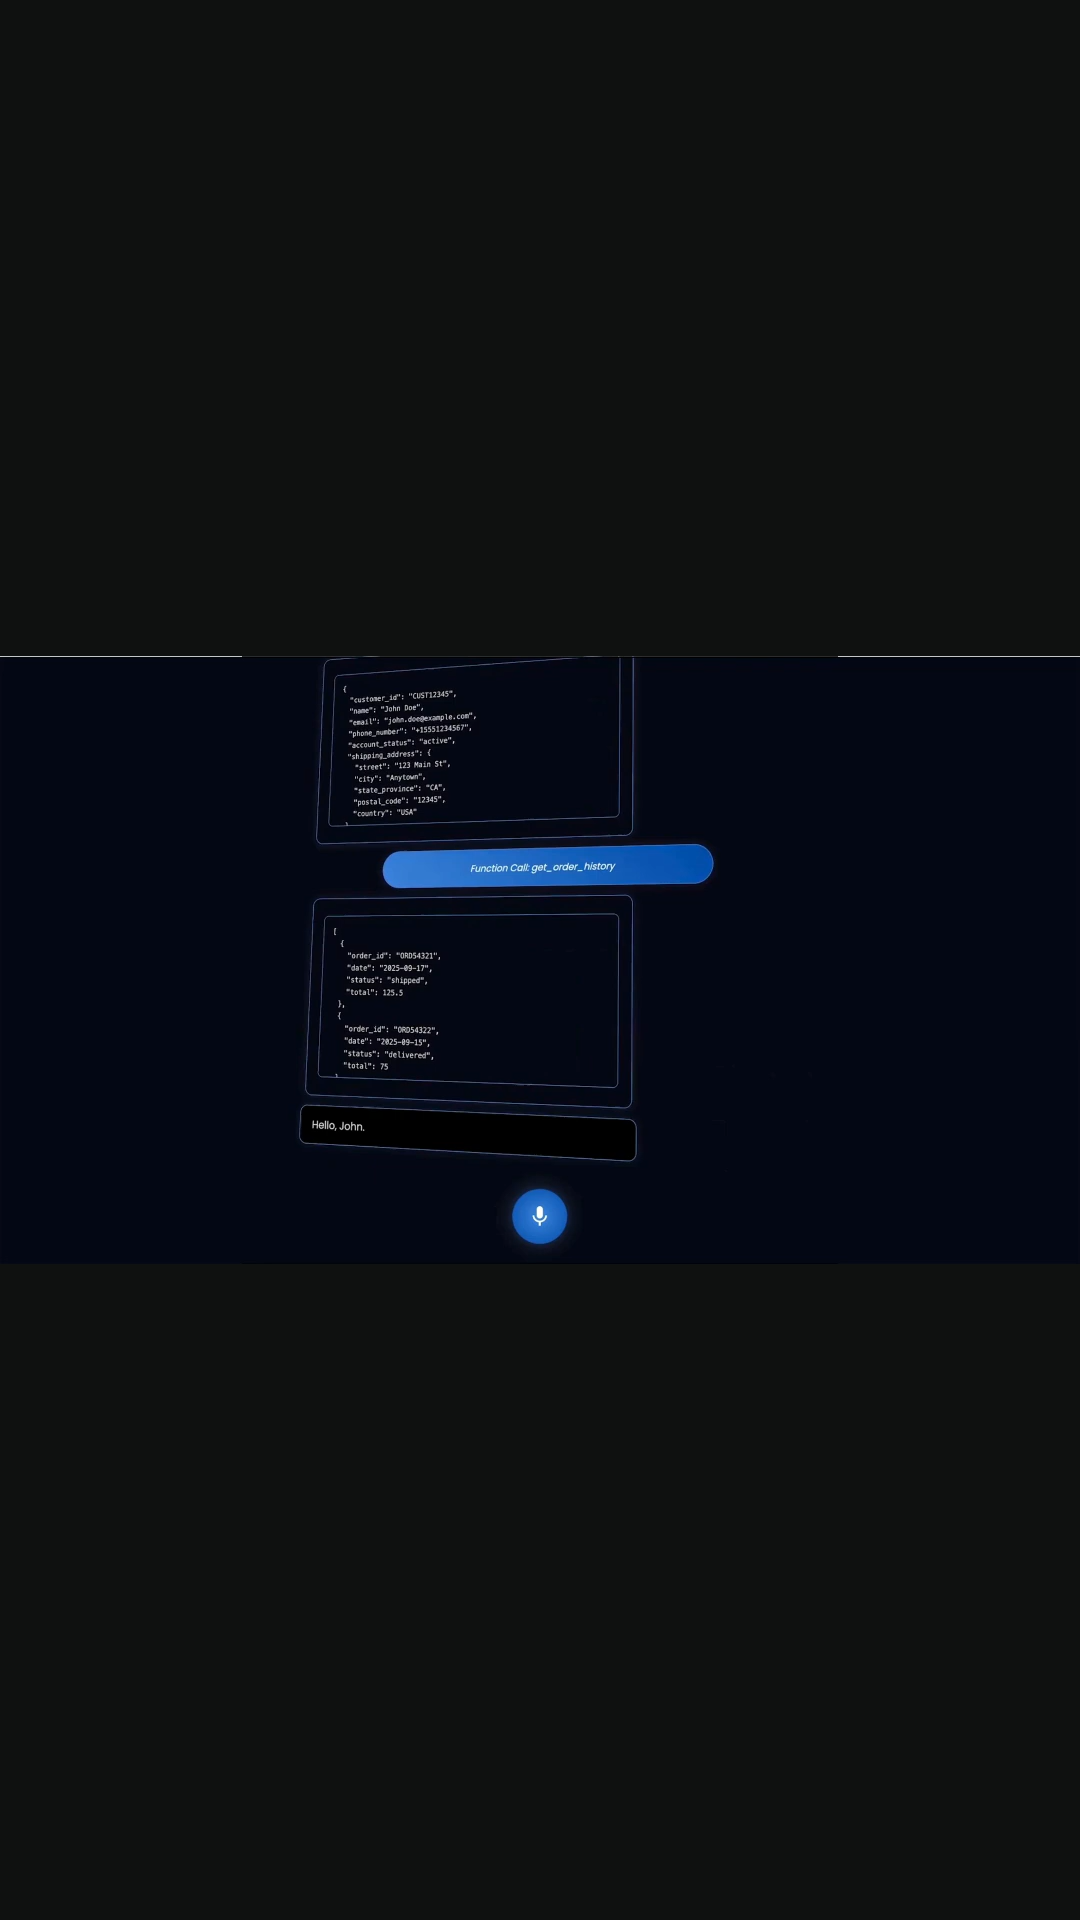 {
"customer_id": "CUST12345",
"name": "John Doe",
"email": "john.doe@example.com",
"phone_number": "+15551234567",
"account_status": "active",
"shipping_address": {
"street": "123 Main St",
"city": "Anytown",
"state_province": "CA",
"postal_code": "12345",
"country": "USA"
Function Call: get_order_history
[
{
"order_id": "ORD54321",
"date": "2025-09-17",
"status": "shipped",
"total": 125.5
},
{
"order_id": "ORD54322",
"date": "2025-09-15",
"status": "delivered",
"total": 75
Hello, John.